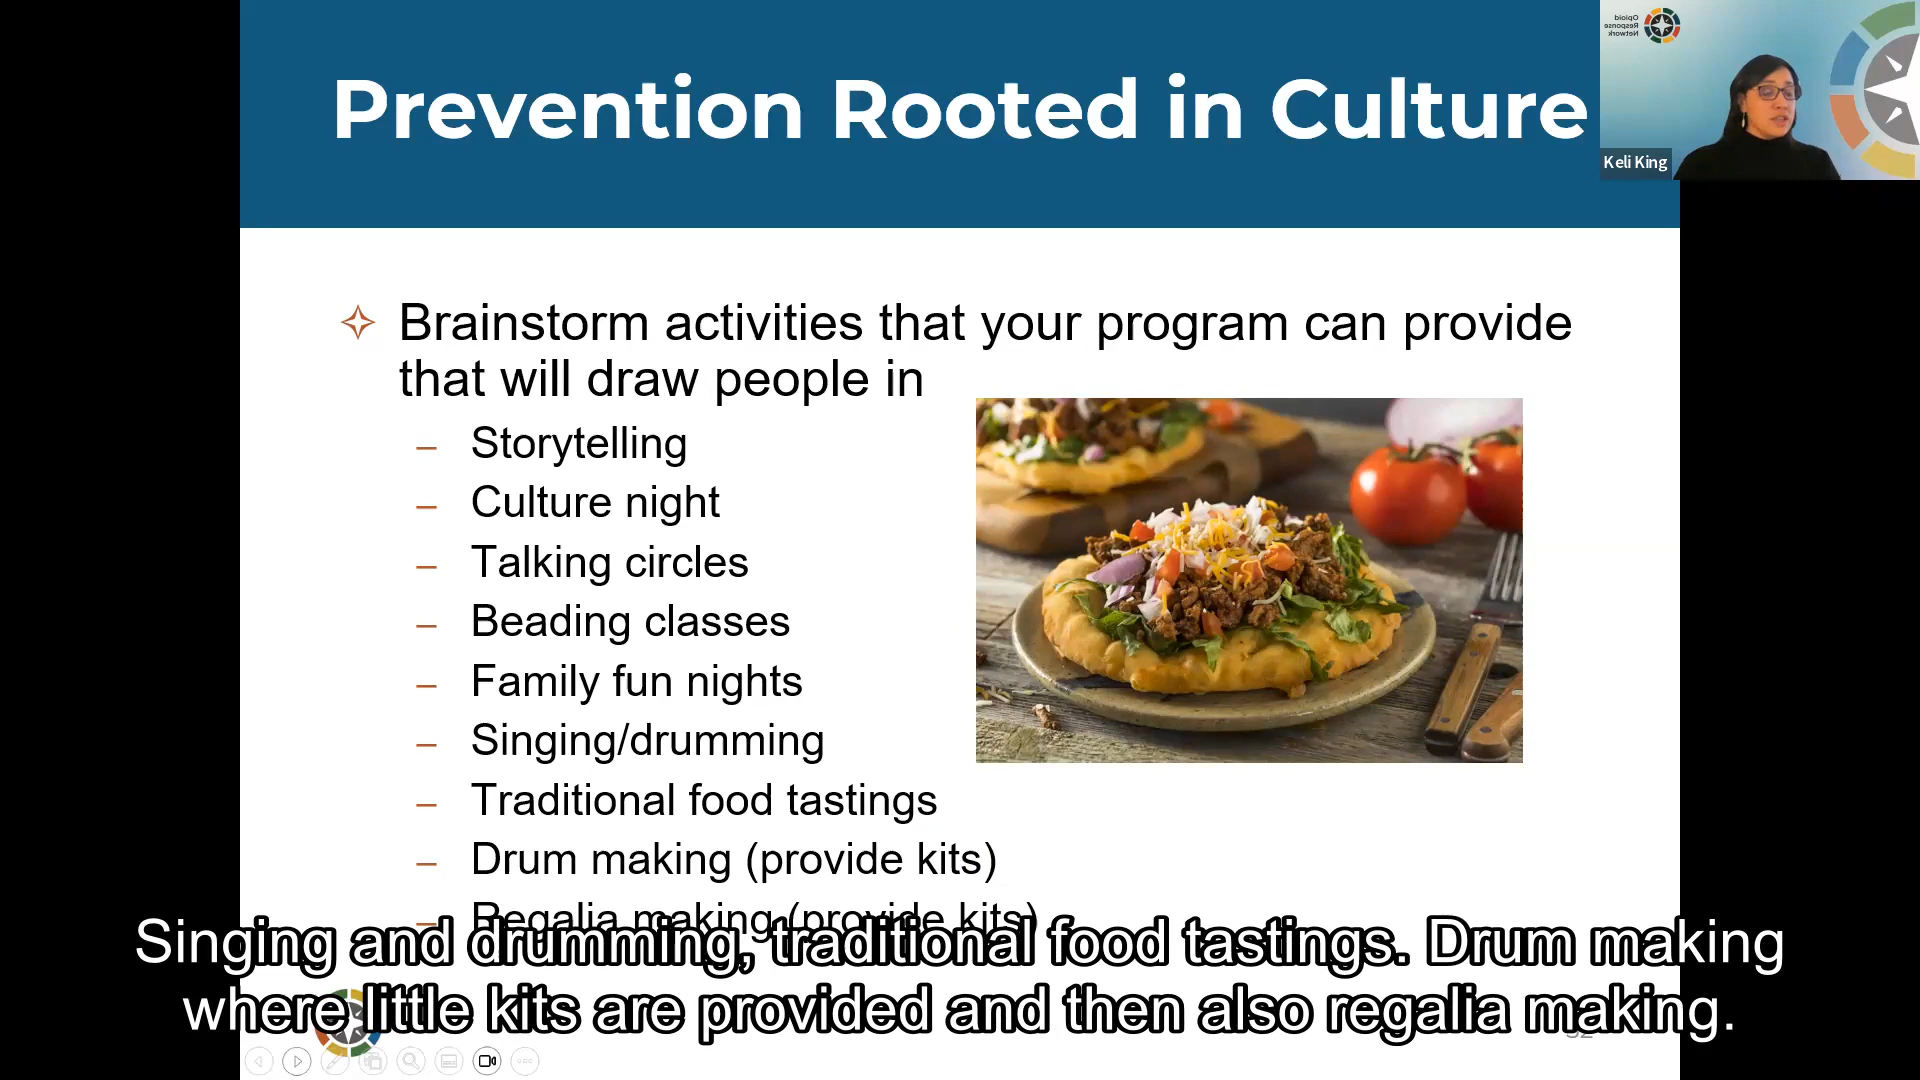 Prevention Rooted in Culture
Opioid
Response
Network
Keli King
Brainstorm activities that your program can provide
that will draw people in
– Storytelling
– Culture night
– Talking circles
– Beading classes
– Family fun nights
– Singing/drumming
– Traditional food tastings
– Drum making (provide kits)
– Regalia making (provide kits)
Singing and drumming, traditional food tastings. Drum making
where little kits are provided and then also regalia making.